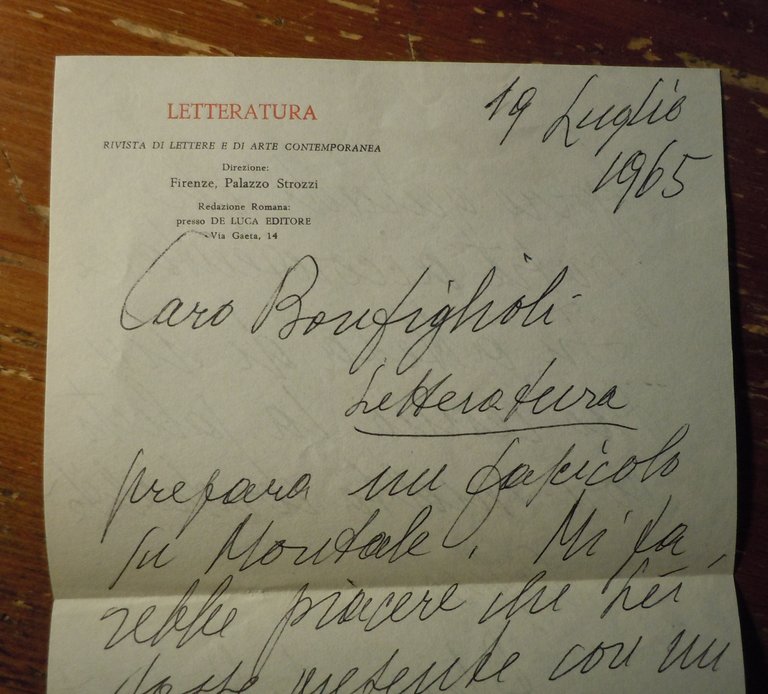 LETTERATURA
RIVISTA DI LETTERE E DI ARTE CONTEMPORANEA
Direzione:
Firenze, Palazzo Strozzi
Redazione Romana:
presso DE LUCA EDITORE
Via Gaeta, 14
19 Luglio
1965
Caro Bonfiglioli
Letteratura
prepara un fascicolo
su Montale. Mi fa
rebbe piacere che Lei
fosse presente con un